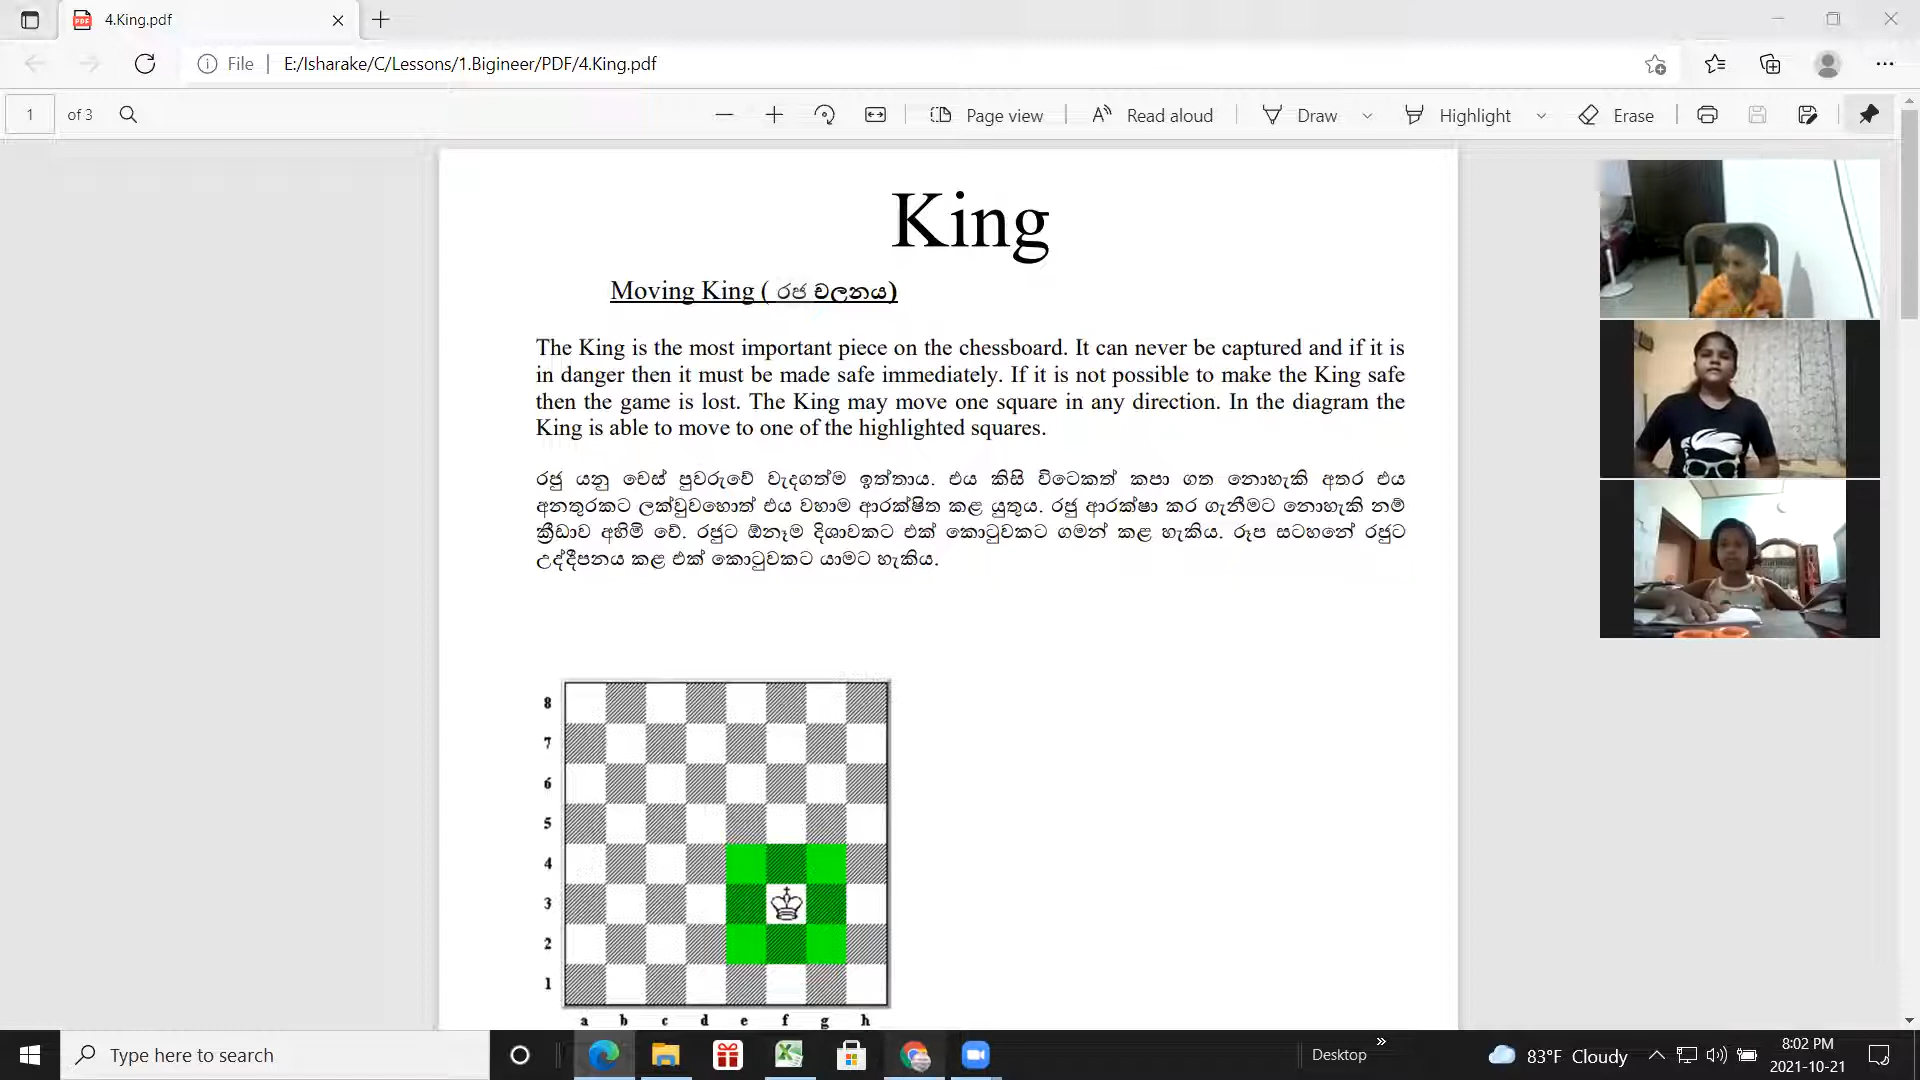 4.King.pdf
File
E:/Isharake/C/Lessons/1.Bigineer/PDF/4.King.pdf
1 of 3
Page view
Read aloud
Draw
Highlight
Erase
King
Moving King ( රජ චලනය)
The King is the most important piece on the chessboard. It can never be captured and if it is
in danger then it must be made safe immediately. If it is not possible to make the King safe
then the game is lost. The King may move one square in any direction. In the diagram the
King is able to move to one of the highlighted squares.
රජු යනු චෙස් පුවරුවේ වැදගත්ම ඉත්තාය. එය කිසි විටෙකත් කපා ගත නොහැකි අතර එය
අනතුරකට ලක්වුවහොත් එය වහාම ආරක්ෂිත කළ යුතුය. රජු ආරක්ෂා කර ගැනීමට නොහැකි නම්
ක්‍රීඩාව අහිමි වේ. රජුට ඕනෑම දිශාවකට එක් කොටුවකට ගමන් කළ හැකිය. රූප සටහනේ රජුට
උද්දීපනය කළ එක් කොටුවකට යාමට හැකිය.
8
7
6
5
4
3
2
1
a b c d e f g h
Type here to search
Desktop
83°F Cloudy
8:02 PM
2021-10-21